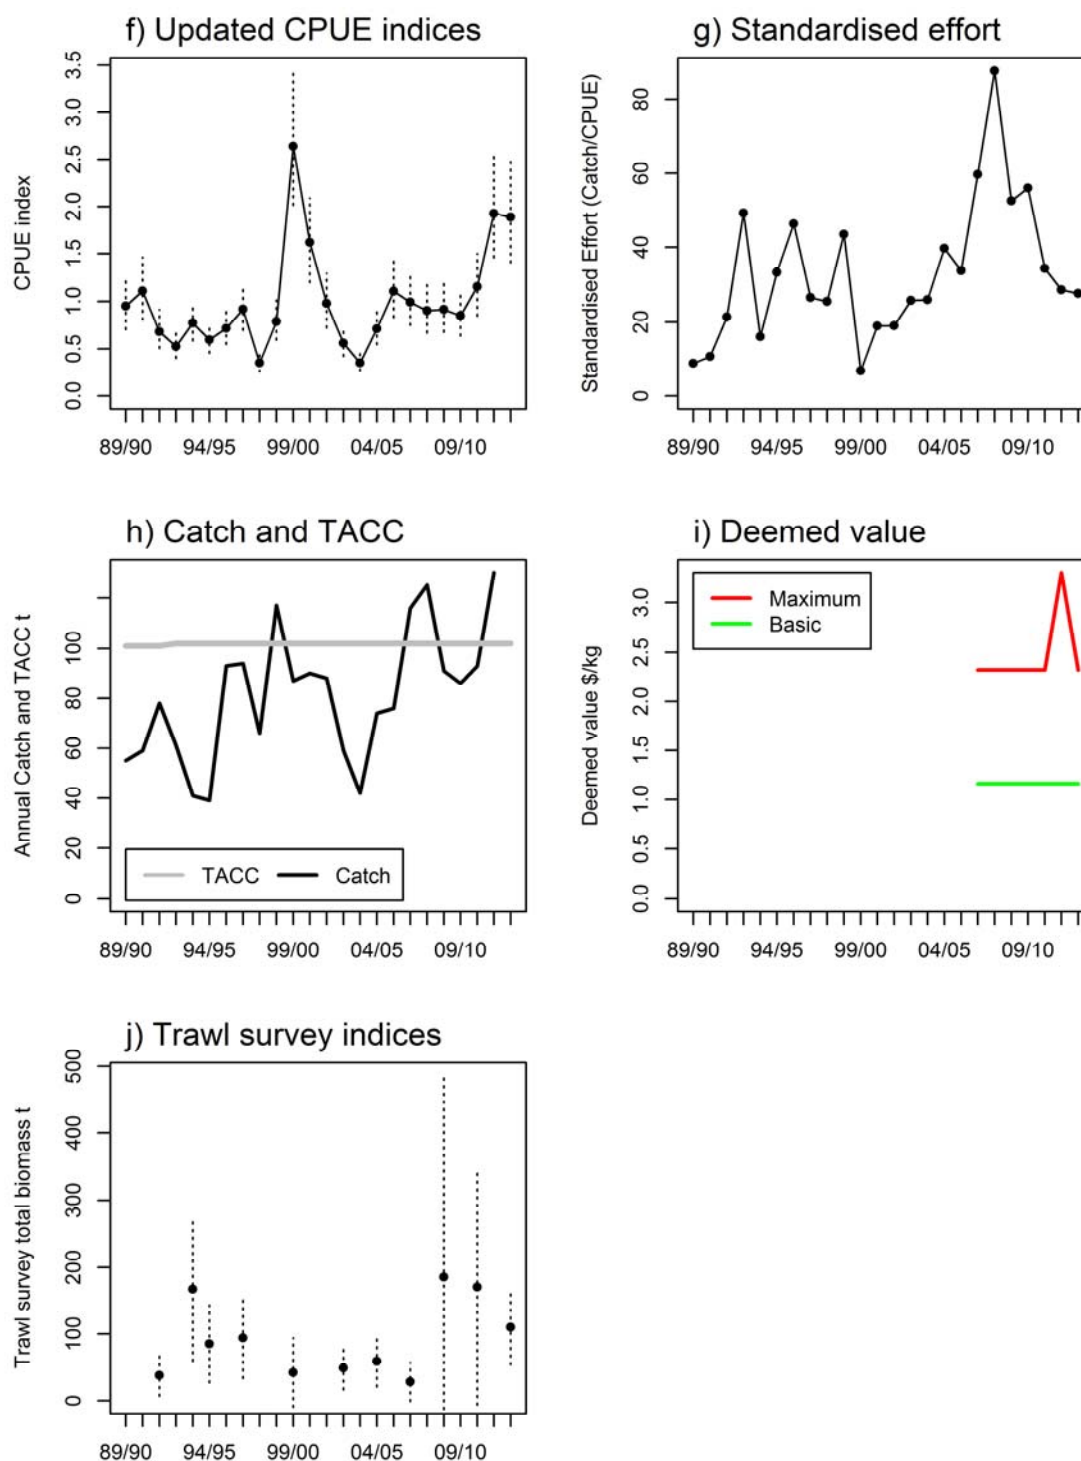 f) Updated CPUE indices
CPUE index
0.0 0.5 1.0 1.5 2.0 2.5 3.0 3.5
89/90 94/95 99/00 04/05 09/10
g) Standardised effort
Standardised Effort (Catch/CPUE)
0 20 40 60 80
89/90 94/95 99/00 04/05 09/10
h) Catch and TACC
Annual Catch and TACC t
0 20 40 60 80 100
TACC Catch
89/90 94/95 99/00 04/05 09/10
i) Deemed value
Deemed value $/kg
0.0 0.5 1.0 1.5 2.0 2.5 3.0
Maximum
Basic
89/90 94/95 99/00 04/05 09/10
j) Trawl survey indices
Trawl survey total biomass t
0 100 200 300 400 500
89/90 94/95 99/00 04/05 09/10